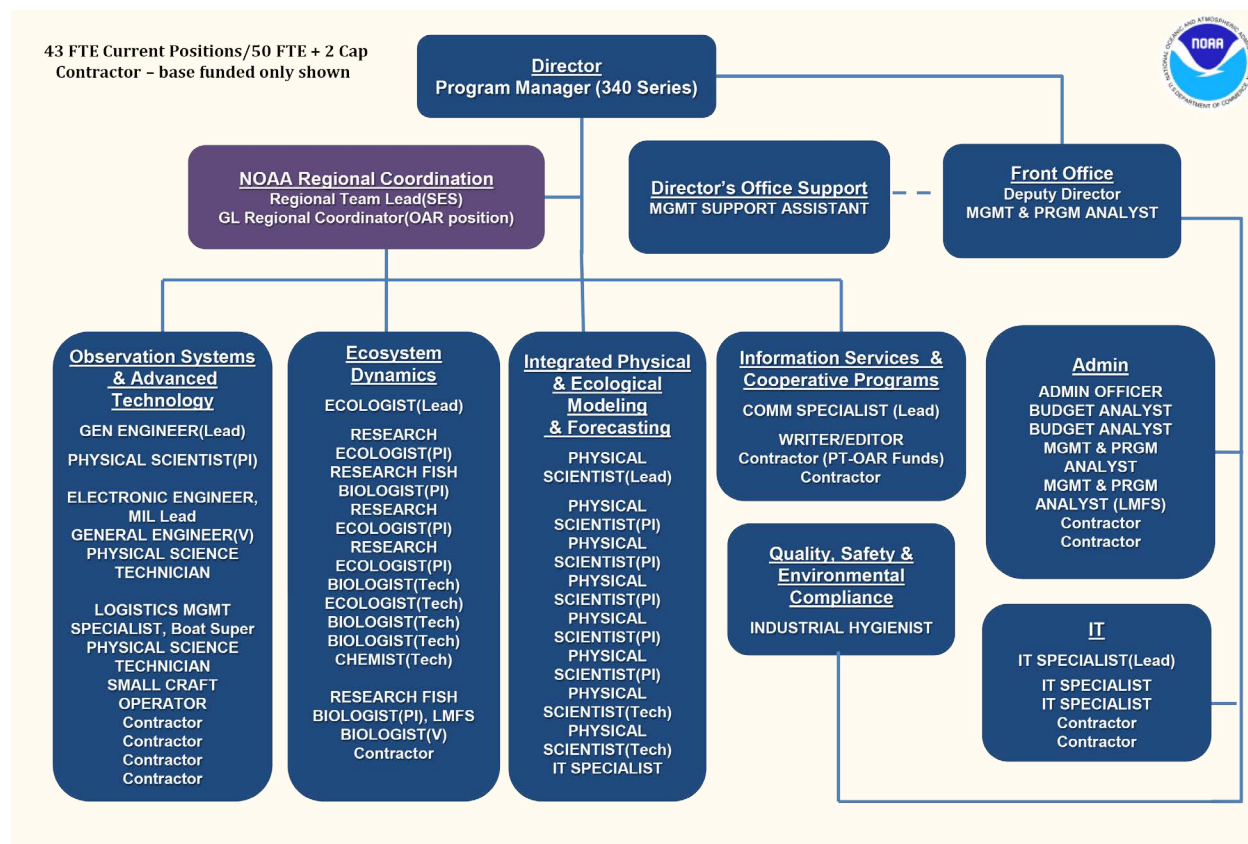 43 FTE Current Positions/50 FTE + 2 Cap
Contractor – base funded only shown
NOAA
Director
Program Manager (340 Series)
NOAA Regional Coordination
Regional Team Lead(SES)
GL Regional Coordinator(OAR position)
Director's Office Support
MGMT SUPPORT ASSISTANT
Front Office
Deputy Director
MGMT & PRGM ANALYST
Observation Systems
& Advanced
Technology
GEN ENGINEER(Lead)
PHYSICAL SCIENTIST(PI)
ELECTRONIC ENGINEER,
MIL Lead
GENERAL ENGINEER(V)
PHYSICAL SCIENCE
TECHNICIAN
LOGISTICS MGMT
SPECIALIST, Boat Super
PHYSICAL SCIENCE
TECHNICIAN
SMALL CRAFT
OPERATOR
Contractor
Contractor
Contractor
Contractor
Ecosystem
Dynamics
ECOLOGIST(Lead)
RESEARCH
ECOLOGIST(PI)
RESEARCH FISH
BIOLOGIST(PI)
RESEARCH
ECOLOGIST(PI)
RESEARCH
ECOLOGIST(PI)
BIOLOGIST(Tech)
ECOLOGIST(Tech)
BIOLOGIST(Tech)
BIOLOGIST(Tech)
CHEMIST(Tech)
RESEARCH FISH
BIOLOGIST(PI), LMFS
BIOLOGIST(V)
Contractor
Integrated Physical
& Ecological
Modeling
& Forecasting
PHYSICAL
SCIENTIST(Lead)
PHYSICAL
SCIENTIST(PI)
PHYSICAL
SCIENTIST(PI)
PHYSICAL
SCIENTIST(PI)
PHYSICAL
SCIENTIST(PI)
PHYSICAL
SCIENTIST(PI)
PHYSICAL
SCIENTIST(Tech)
PHYSICAL
SCIENTIST(Tech)
IT SPECIALIST
Information Services &
Cooperative Programs
COMM SPECIALIST (Lead)
WRITER/EDITOR
Contractor (PT-OAR Funds)
Contractor
Quality, Safety &
Environmental
Compliance
INDUSTRIAL HYGIENIST
Admin
ADMIN OFFICER
BUDGET ANALYST
BUDGET ANALYST
MGMT & PRGM
ANALYST
MGMT & PRGM
ANALYST (LMFS)
Contractor
Contractor
IT
IT SPECIALIST(Lead)
IT SPECIALIST
IT SPECIALIST
Contractor
Contractor